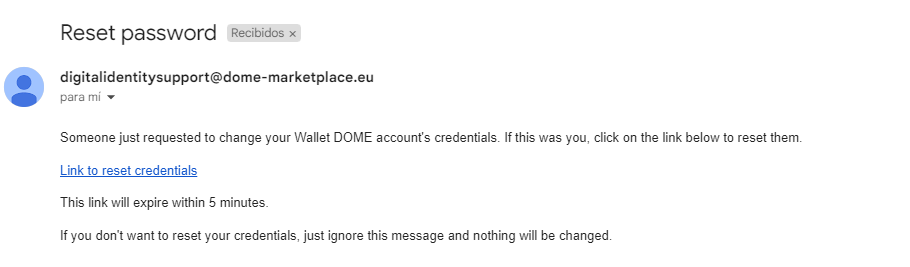 Reset password Recibidos ×
digitalidentitysupport@dome-marketplace.eu
para mí
Someone just requested to change your Wallet DOME account's credentials. If this was you, click on the link below to reset them.
Link to reset credentials
This link will expire within 5 minutes.
If you don't want to reset your credentials, just ignore this message and nothing will be changed.